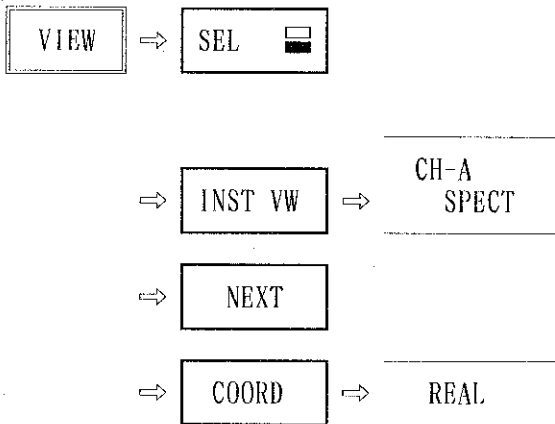 VIEW ⇨ SEL
⇨ INST VW ⇨ CH-A
SPECT
⇨ NEXT
⇨ COORD ⇨ REAL